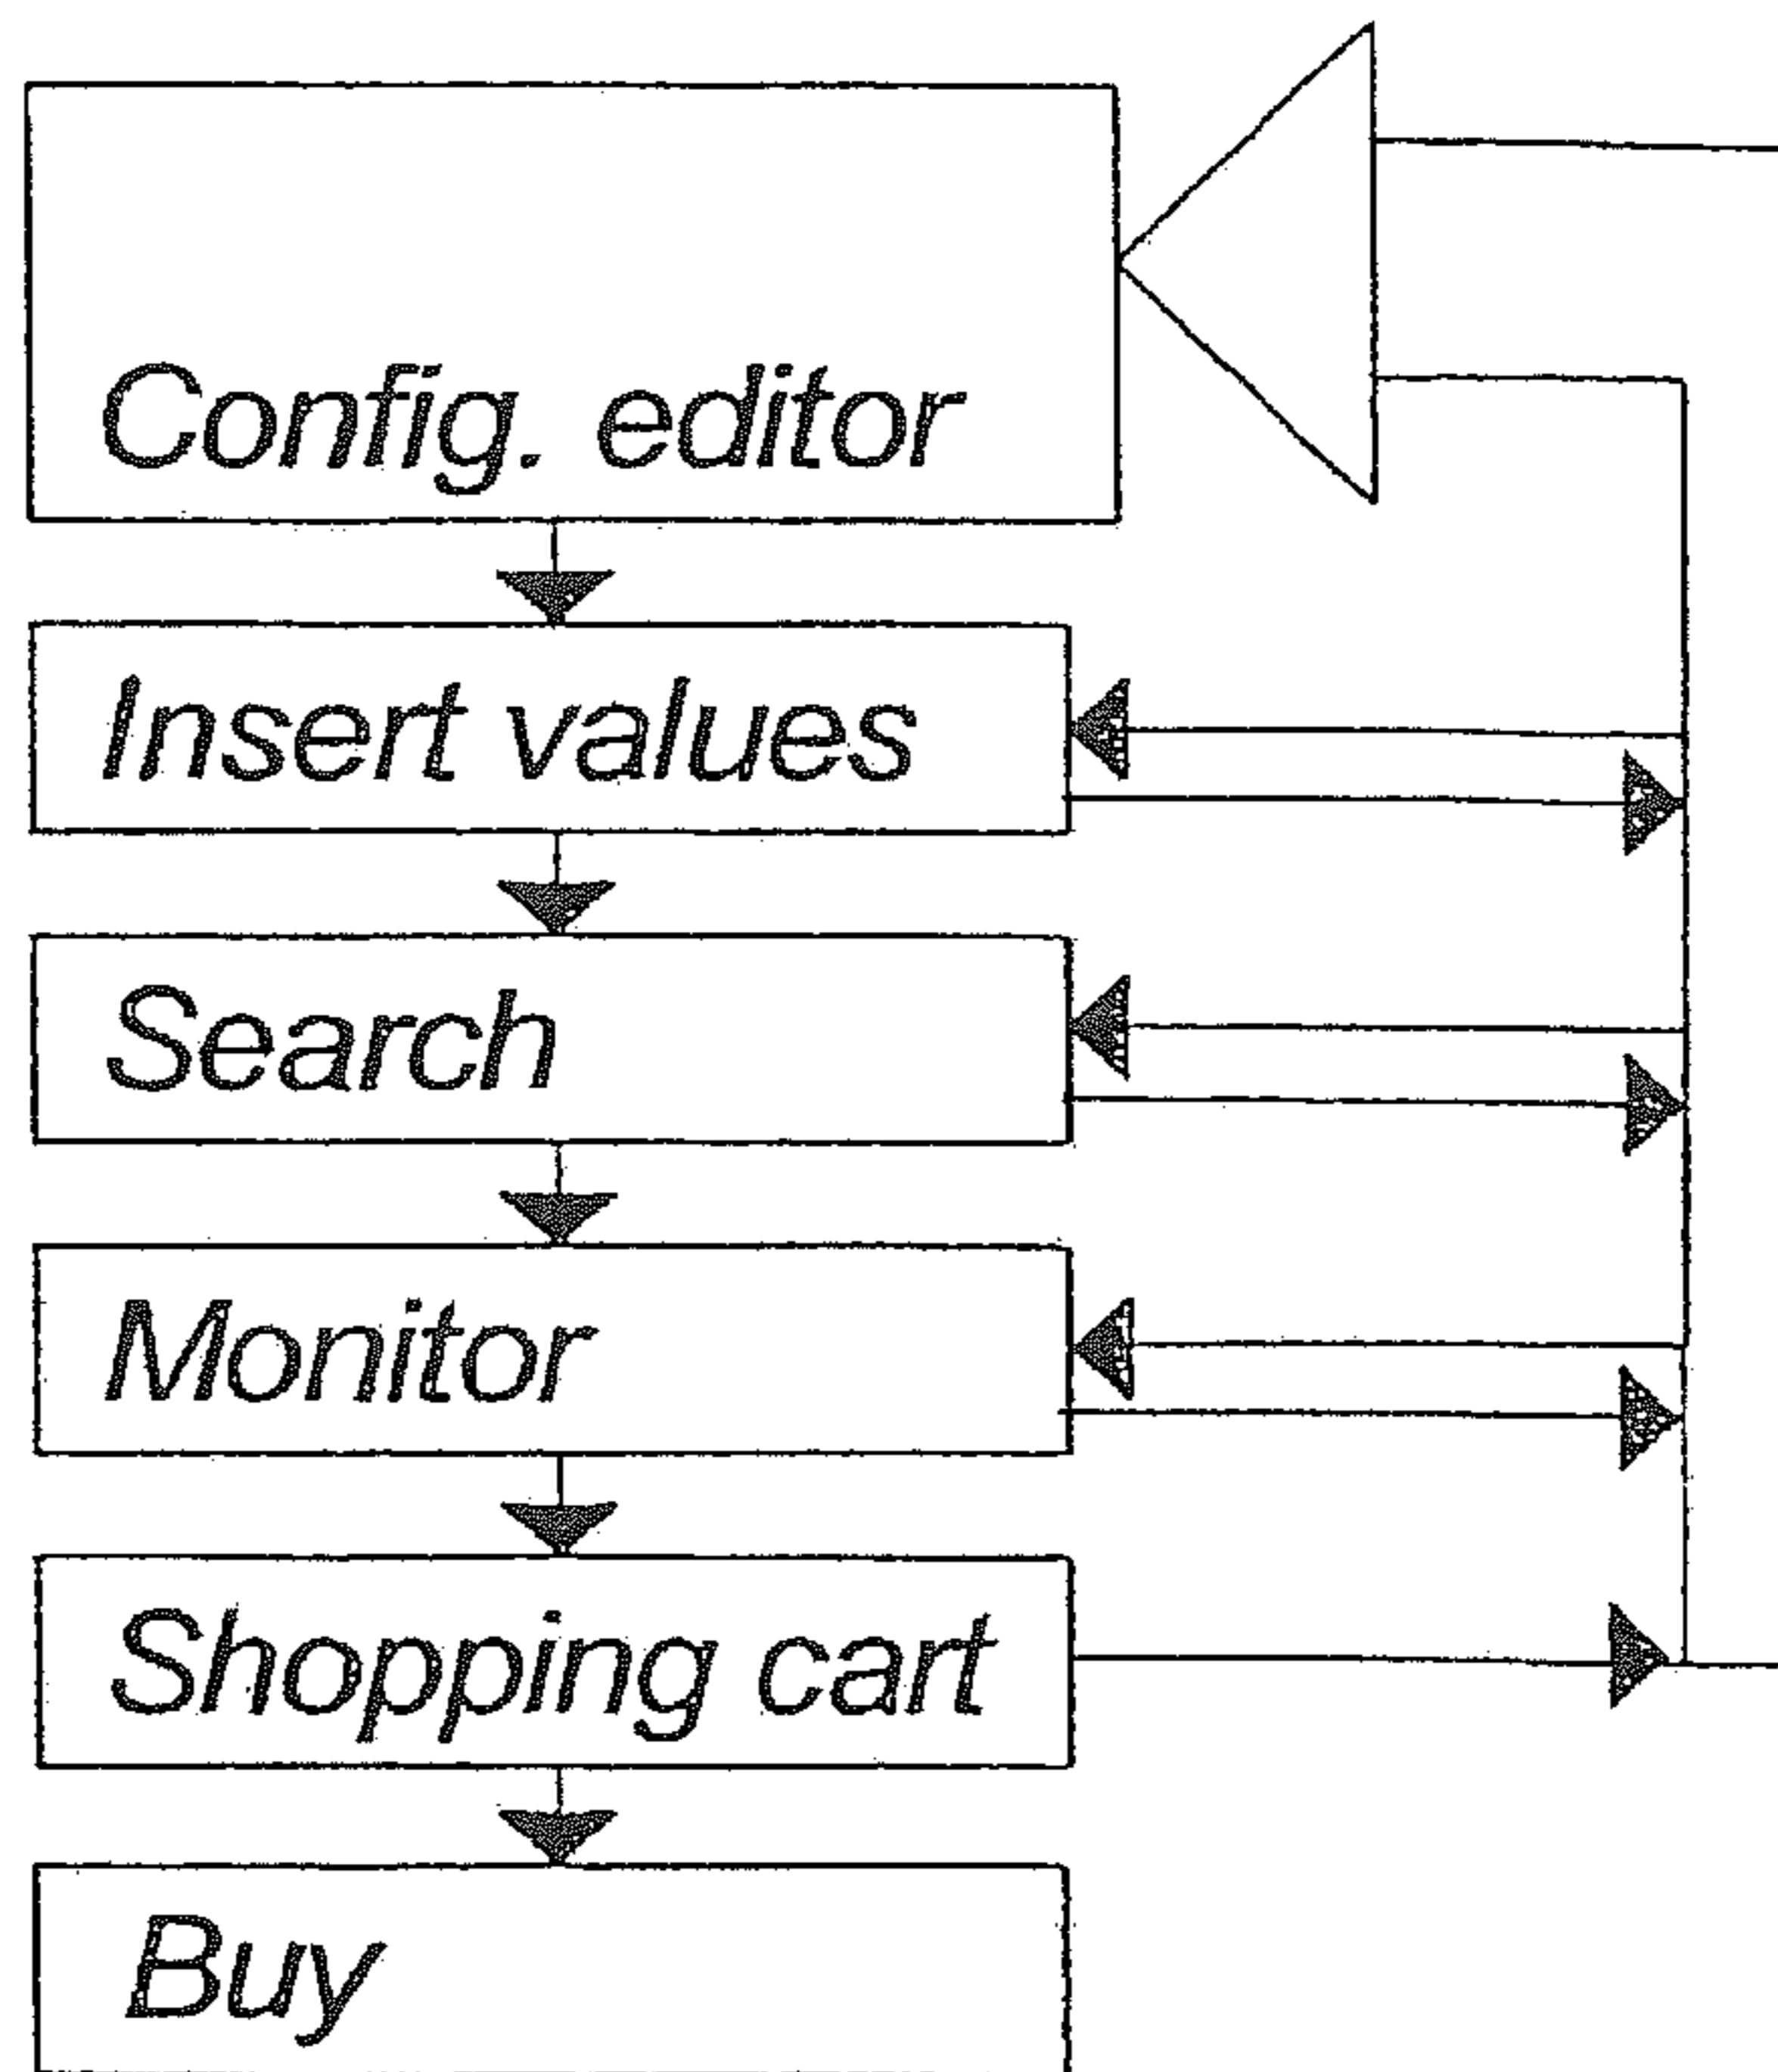 Config. editor
Insert values
Search
Monitor
Shopping cart
Buy